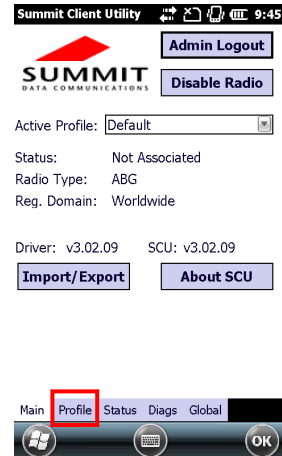 Summit Client Utility 9:45
Admin Logout
SUMMIT
DATA COMMUNICATIONS
Disable Radio
Active Profile: Default
Status: Not Associated
Radio Type: ABG
Reg. Domain: Worldwide
Driver: v3.02.09 SCU: v3.02.09
Import/Export About SCU
Main Profile Status Diags Global
OK